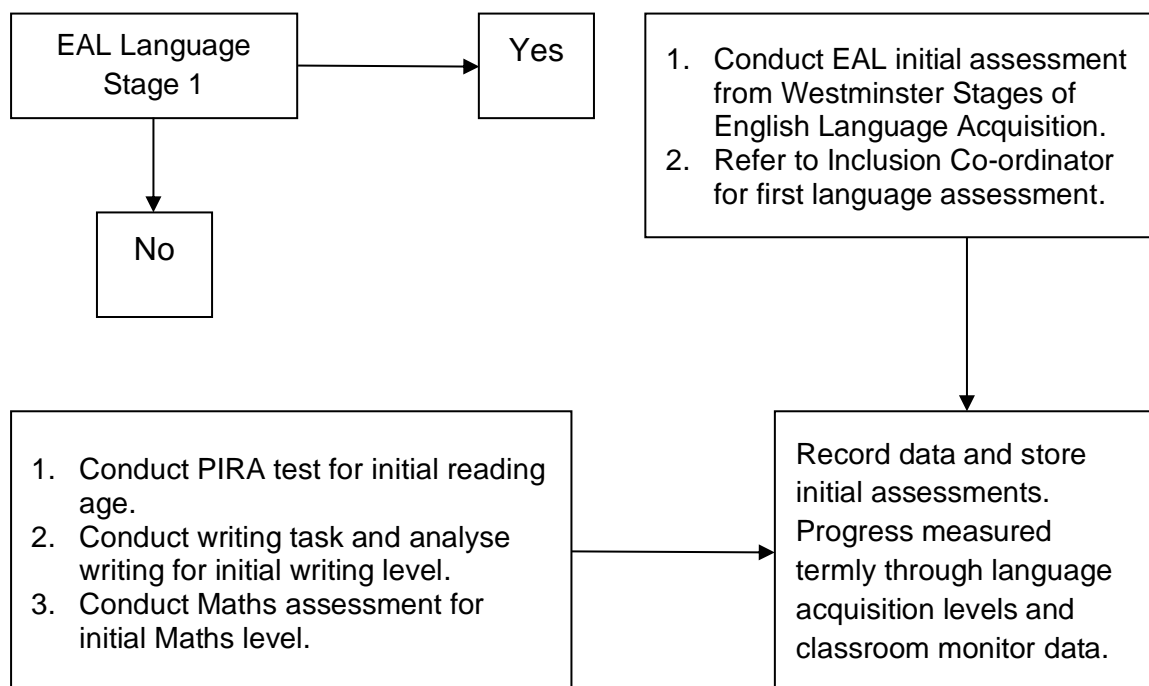 EAL Language
Stage 1
Yes
No
1. Conduct EAL initial assessment
from Westminster Stages of
English Language Acquisition.
2. Refer to Inclusion Co-ordinator
for first language assessment.
1. Conduct PIRA test for initial reading
age.
2. Conduct writing task and analyse
writing for initial writing level.
3. Conduct Maths assessment for
initial Maths level.
Record data and store
initial assessments.
Progress measured
termly through language
acquisition levels and
classroom monitor data.